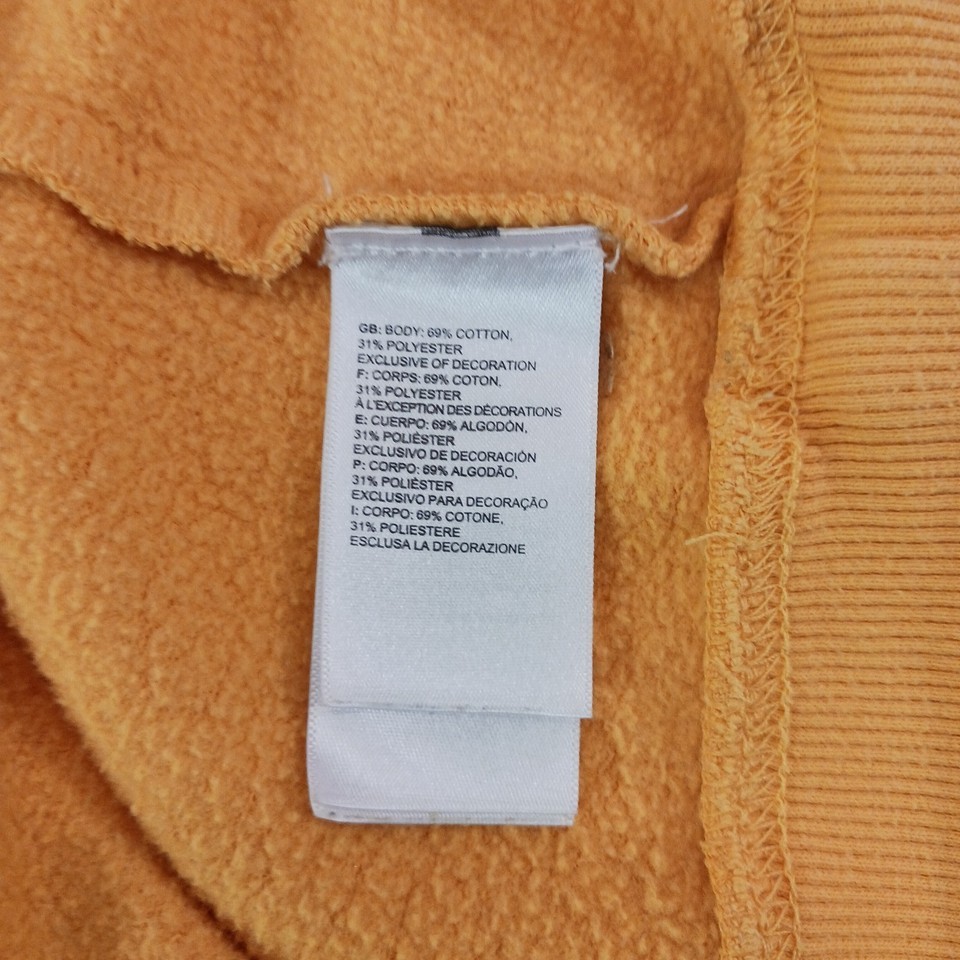 GB: BODY: 69% COTTON,
31% POLYESTER
EXCLUSIVE OF DECORATION
F: CORPS: 69% COTON,
31% POLYESTER
À L'EXCEPTION DES DÉCORATIONS
E: CUERPO: 69% ALGODÓN,
31% POLIÉSTER
EXCLUSIVO DE DECORACIÓN
P: CORPO: 69% ALGODÃO,
31% POLIÉSTER
EXCLUSIVO PARA DECORAÇÃO
I: CORPO: 69% COTONE,
31% POLIESTERE
ESCLUSA LA DECORAZIONE